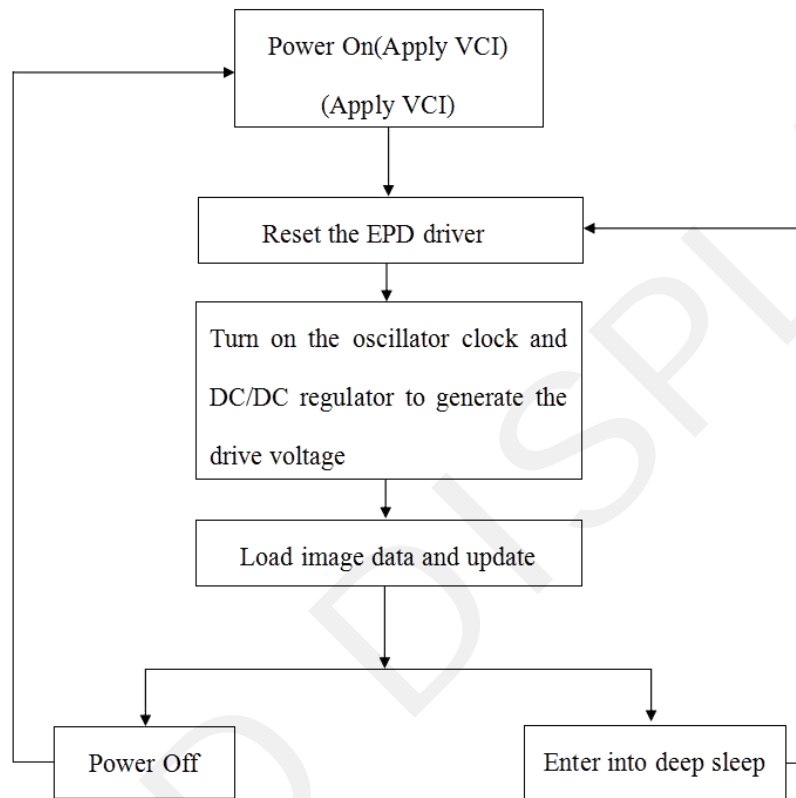 Power On(Apply VCI)
(Apply VCI)
Reset the EPD driver
Turn on the oscillator clock and
DC/DC regulator to generate the
drive voltage
Load image data and update
Power Off
Enter into deep sleep
D DISPL